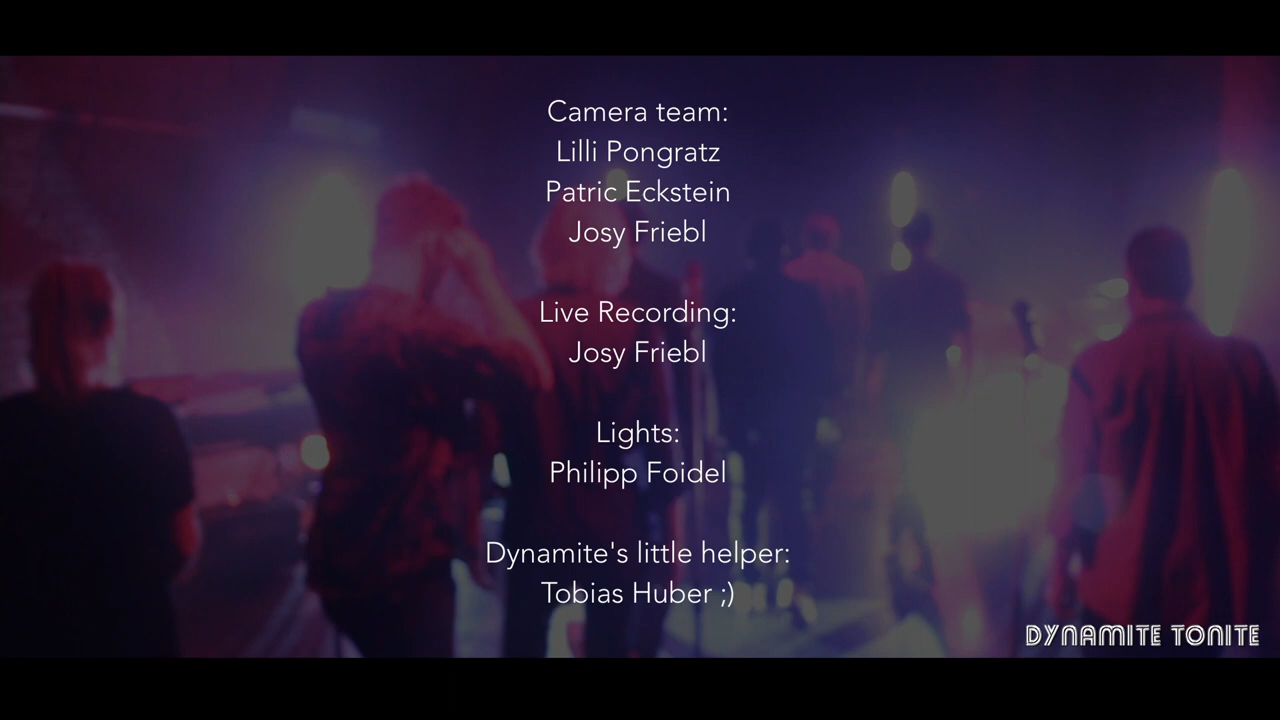 Camera team:
Lilli Pongratz
Patric Eckstein
Josy Friebl
Live Recording:
Josy Friebl
Lights:
Philipp Foidel
Dynamite's little helper:
Tobias Huber ;)
DYNAMITE TONITE